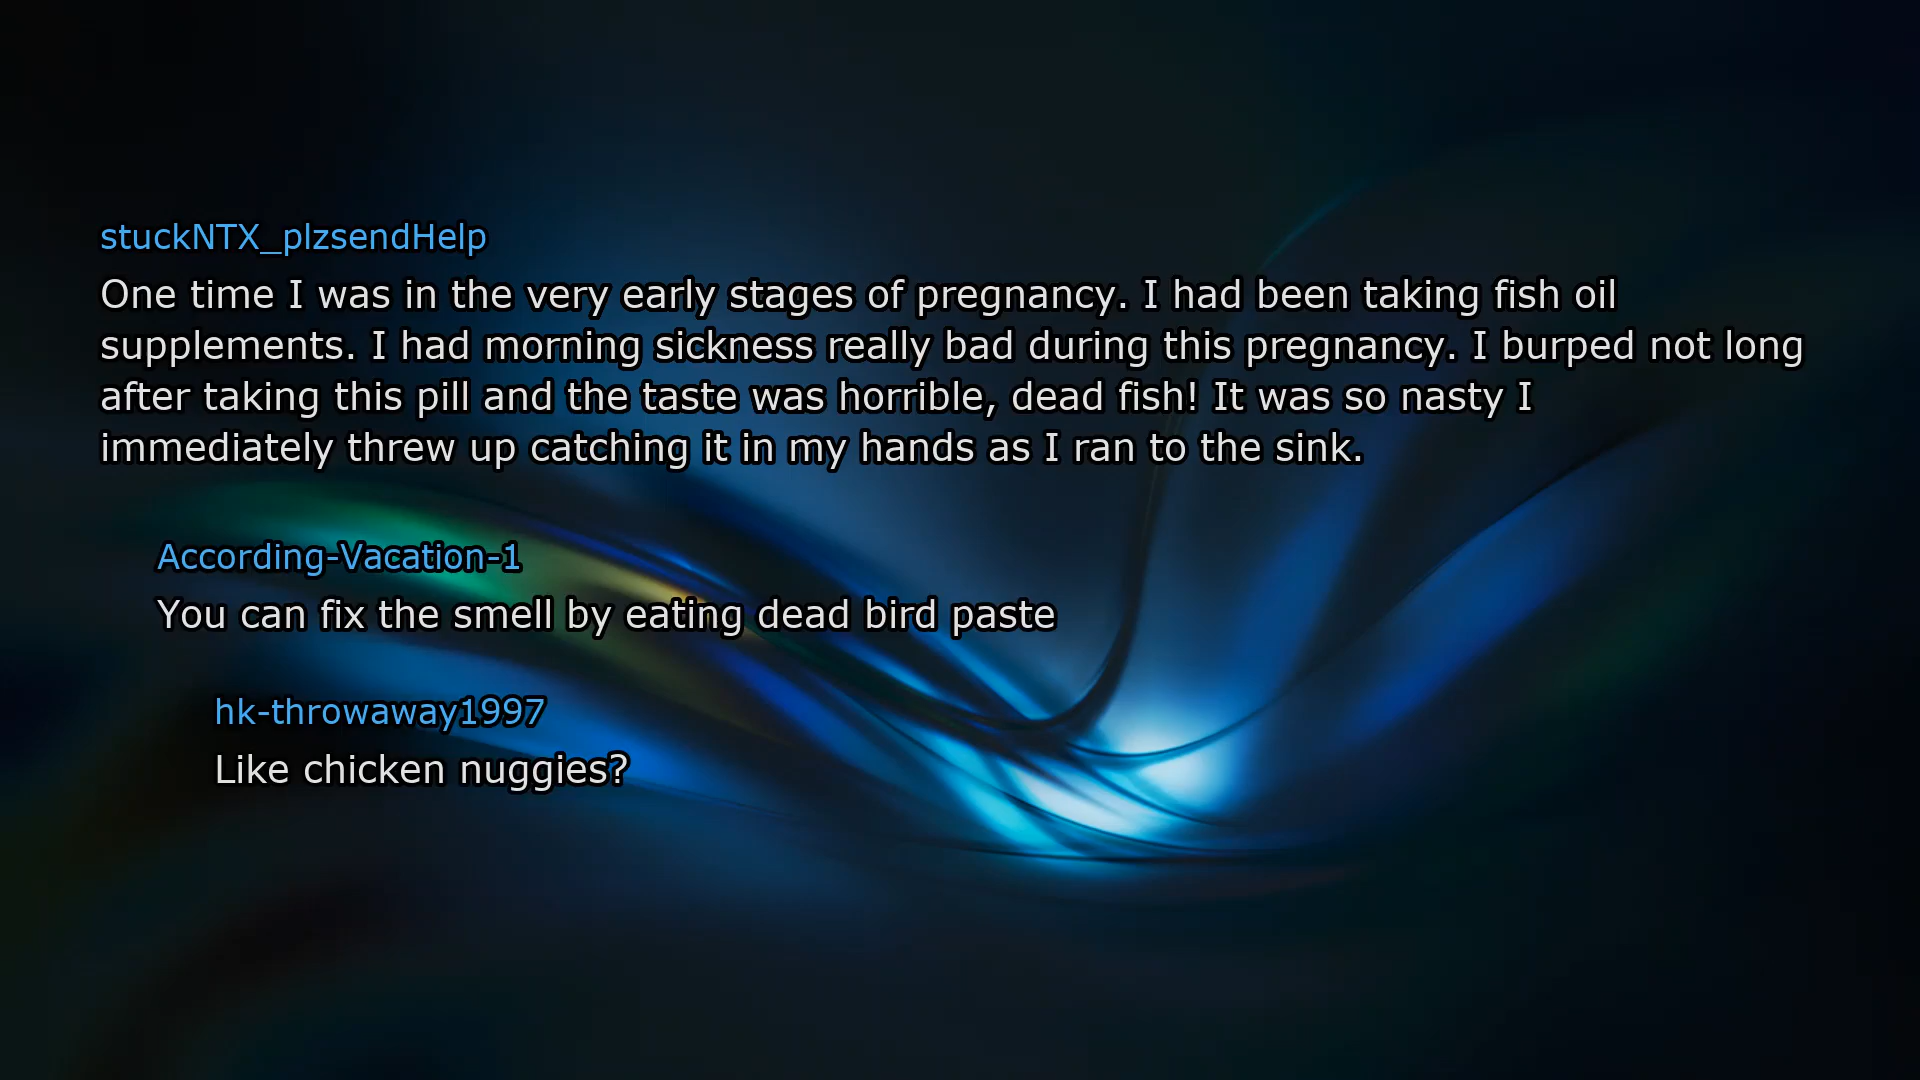 stuckNTX_plzsendHelp
One time I was in the very early stages of pregnancy. I had been taking fish oil
supplements. I had morning sickness really bad during this pregnancy. I burped not long
after taking this pill and the taste was horrible, dead fish! It was so nasty I
immediately threw up catching it in my hands as I ran to the sink.
According-Vacation-1
You can fix the smell by eating dead bird paste
hk-throwaway1997
Like chicken nuggies?